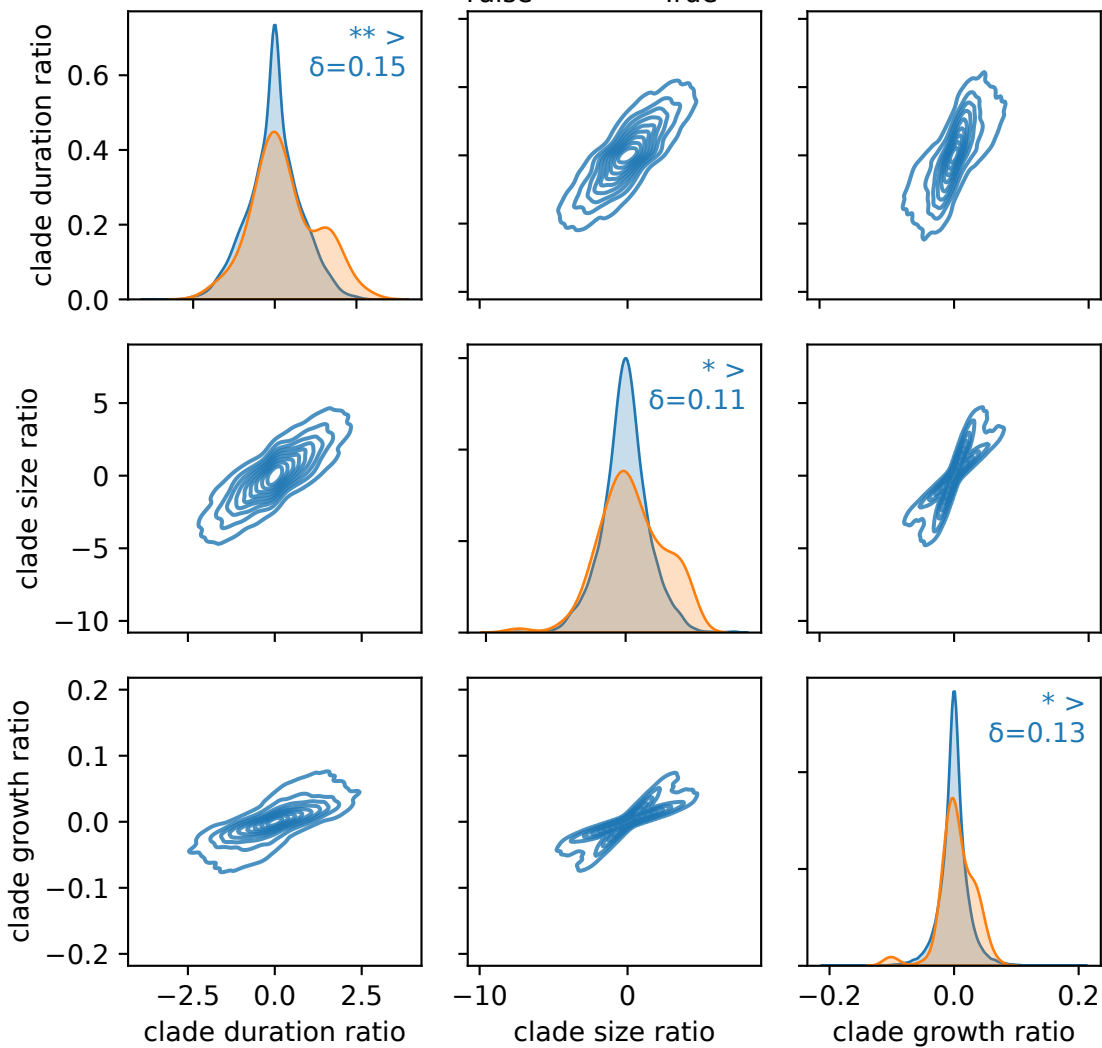 True
clade duration ratio
0.6
0.4
0.2
0.0
** >
δ=0.15
clade size ratio
5
0
−5
−10
* >
δ=0.11
clade growth ratio
0.2
0.1
0.0
−0.1
−0.2
* >
δ=0.13
−2.5 0.0 2.5
−10 0
−0.2 0.0 0.2
clade duration ratio
clade size ratio
clade growth ratio